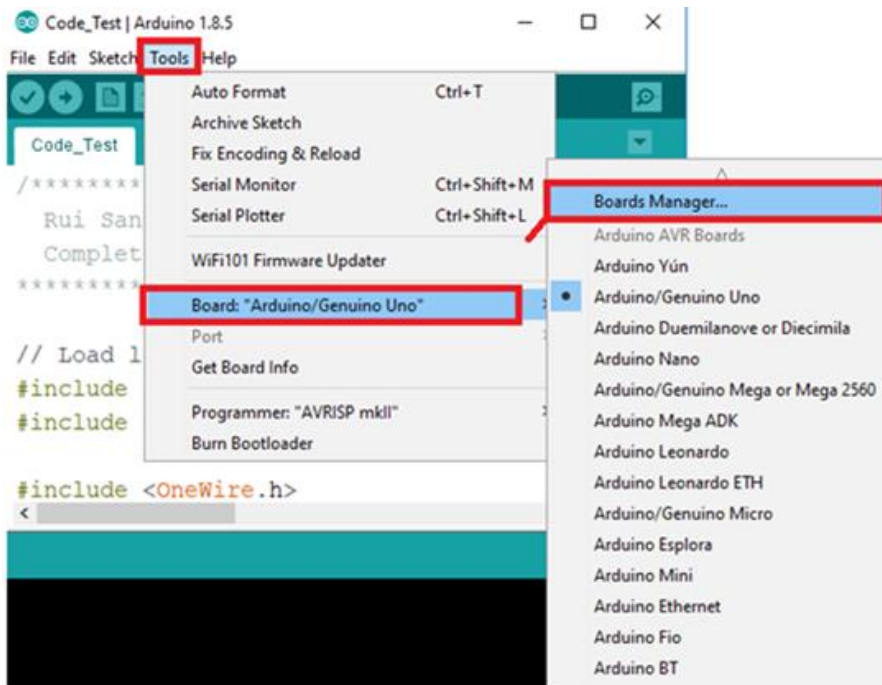 Code_Test | Arduino 1.8.5
File Edit Sketch Tools Help
Auto Format Ctrl+T
Archive Sketch
Fix Encoding & Reload
Serial Monitor Ctrl+Shift+M
Serial Plotter Ctrl+Shift+L
WiFi101 Firmware Updater
Board: "Arduino/Genuino Uno"
Port
Get Board Info
Programmer: "AVRISP mkII"
Burn Bootloader
Code_Test
/********
Rui San
Complet
*********
// Load l
#include
#include
#include <OneWire.h>
Boards Manager...
Arduino AVR Boards
Arduino Yún
Arduino/Genuino Uno
Arduino Duemilanove or Diecimila
Arduino Nano
Arduino/Genuino Mega or Mega 2560
Arduino Mega ADK
Arduino Leonardo
Arduino Leonardo ETH
Arduino/Genuino Micro
Arduino Esplora
Arduino Mini
Arduino Ethernet
Arduino Fio
Arduino BT